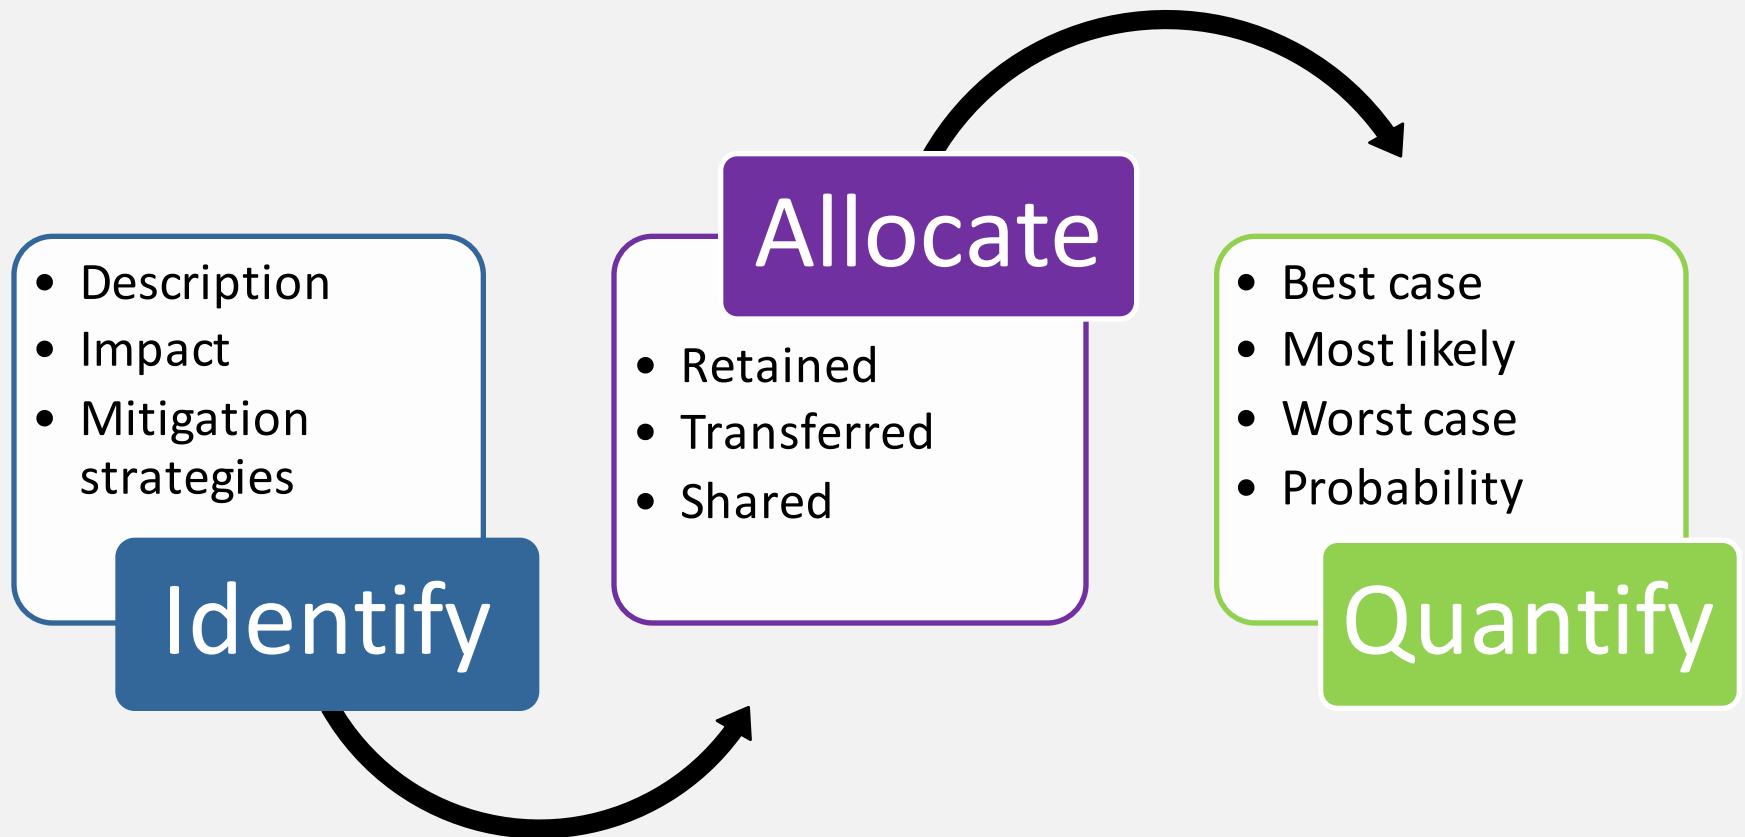 • Description
• Impact
• Mitigation
strategies
Identify
Allocate
• Retained
• Transferred
• Shared
• Best case
• Most likely
• Worst case
• Probability
Quantify